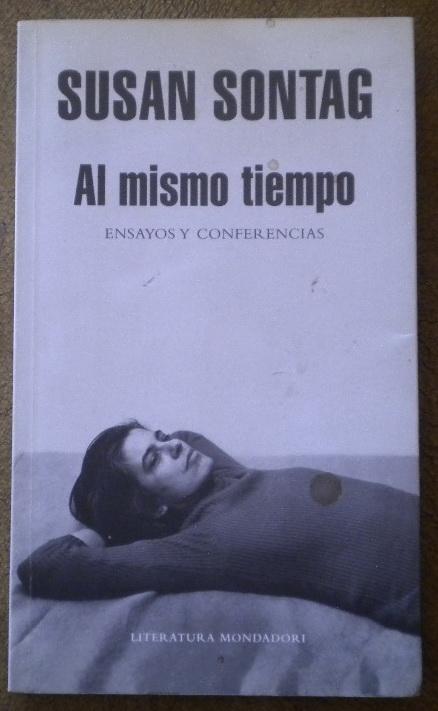 SUSAN SONTAG
Al mismo tiempo
ENSAYOS Y CONFERENCIAS
LITERATURA MONDADORI